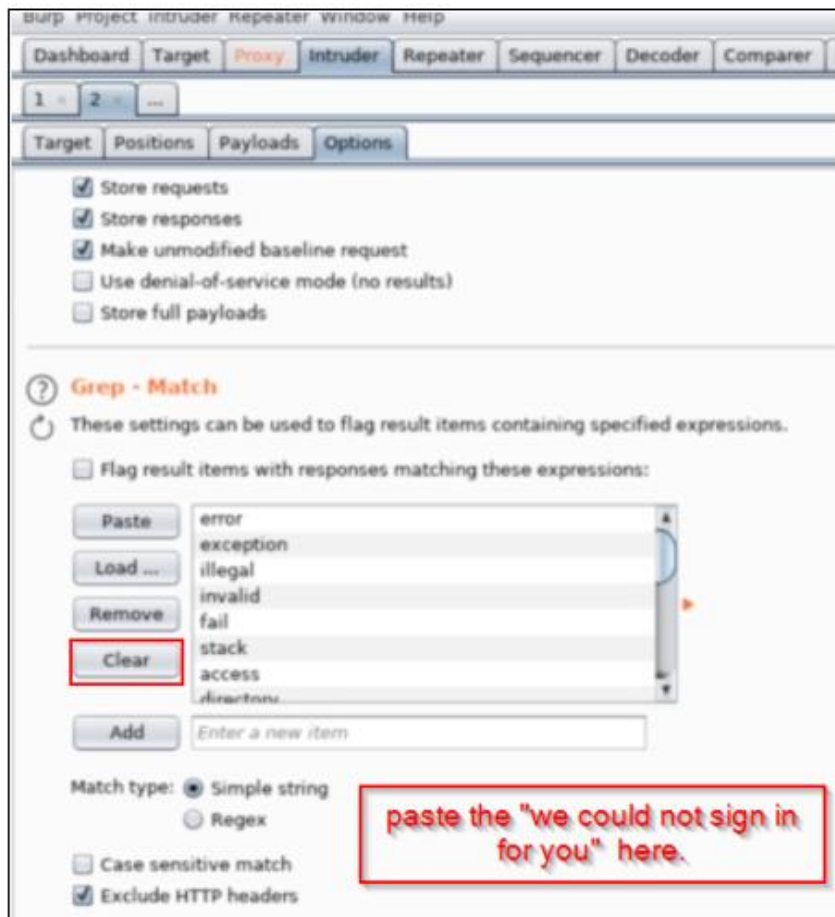 Burp Project Intruder Repeater Window Help
Dashboard Target Proxy Intruder Repeater Sequencer Decoder Comparer
1 × 2 × ...
Target Positions Payloads Options
Store requests
Store responses
Make unmodified baseline request
Use denial-of-service mode (no results)
Store full payloads
? Grep - Match
These settings can be used to flag result items containing specified expressions.
Flag result items with responses matching these expressions:
Paste
Load ...
Remove
Clear
error
exception
illegal
invalid
fail
stack
access
directory
Add Enter a new item
Match type: Simple string
Regex
paste the "we could not sign in
for you" here.
Case sensitive match
Exclude HTTP headers